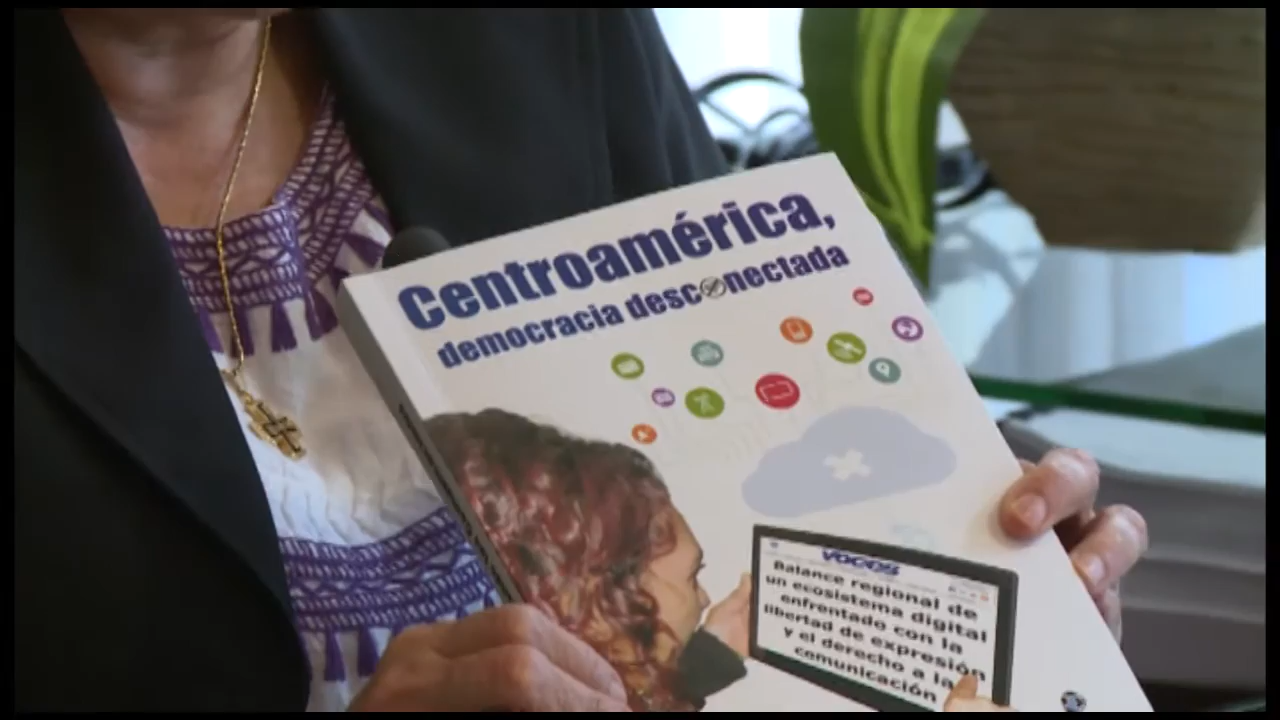 Centroamérica,
democracia desconectada
voces
Balance regional de
un ecosistema digital
enfrentado con la
libertad de expresión
y el derecho a la
comunicación